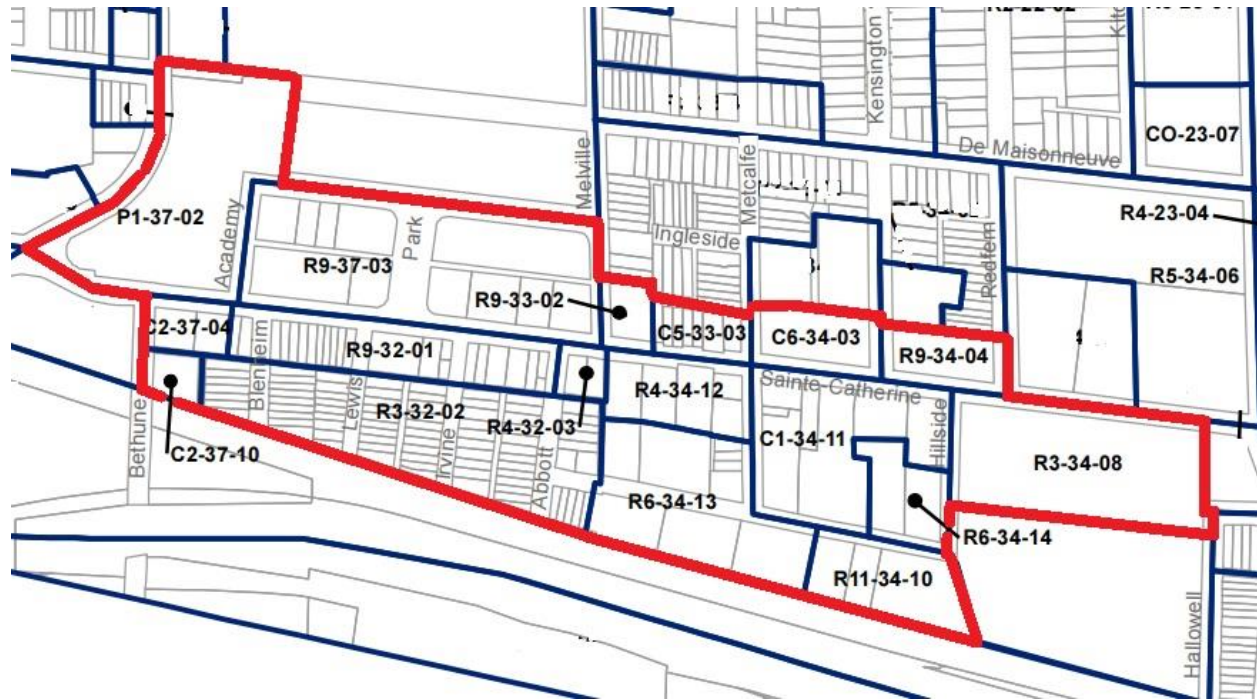 Kensington
De Maisonneuve
CO-23-07
Melville
Metcalfe
R4-23-04
P1-37-02
Academy
Park
Ingleside
Redfern
R9-37-03
R5-34-06
R9-33-02
C2-37-04
C5-33-03
C6-34-03
R9-34-04
Blenheim
R9-32-01
Lewis
R3-32-02
R4-32-03
R4-34-12
Sainte-Catherine
Bethune
C2-37-10
Irvine
Abbott
C1-34-11
Hillside
R3-34-08
R6-34-13
R6-34-14
R11-34-10
Hallowell